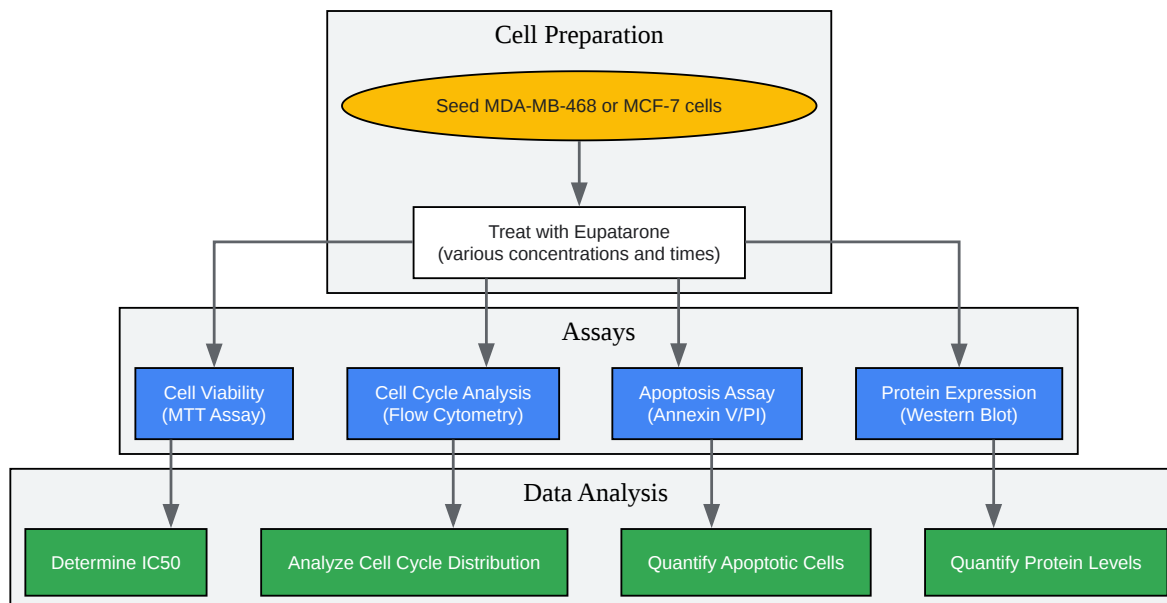 Cell Preparation
Seed MDA-MB-468 or MCF-7 cells
Treat with Eupatarone
(various concentrations and times)
Assays
Cell Viability
(MTT Assay)
Cell Cycle Analysis
(Flow Cytometry)
Apoptosis Assay
(Annexin V/PI)
Protein Expression
(Western Blot)
Data Analysis
Determine IC50
Analyze Cell Cycle Distribution
Quantify Apoptotic Cells
Quantify Protein Levels